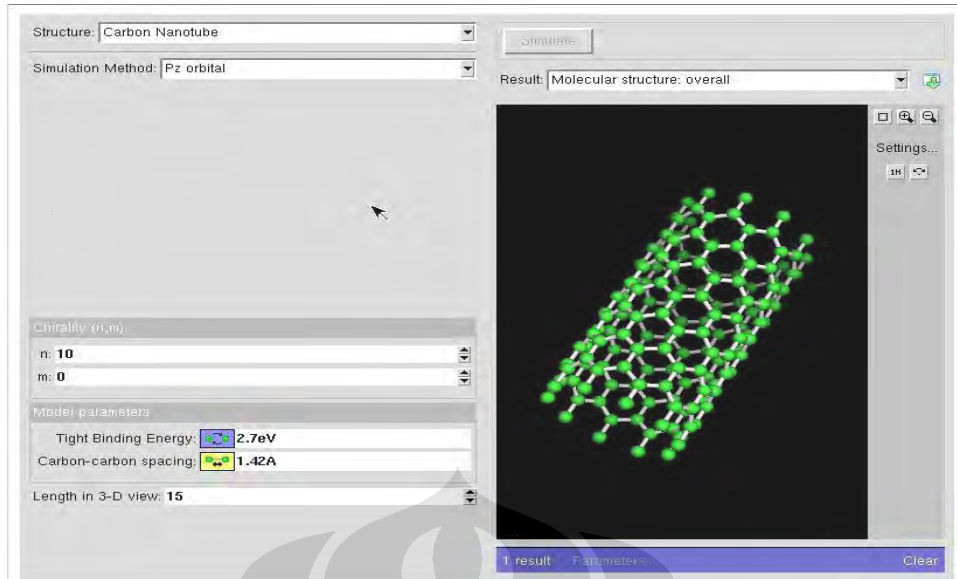 Structure: Carbon Nanotube
Simulation Method: Pz orbital
Chirality (n,m)
n: 10
m: 0
Model parameters
Tight Binding Energy: 2.7eV
Carbon-carbon spacing: 1.42A
Length in 3-D view: 15
Simulate
Result: Molecular structure: overall
Settings...
1H
1 result Parameters... Clear